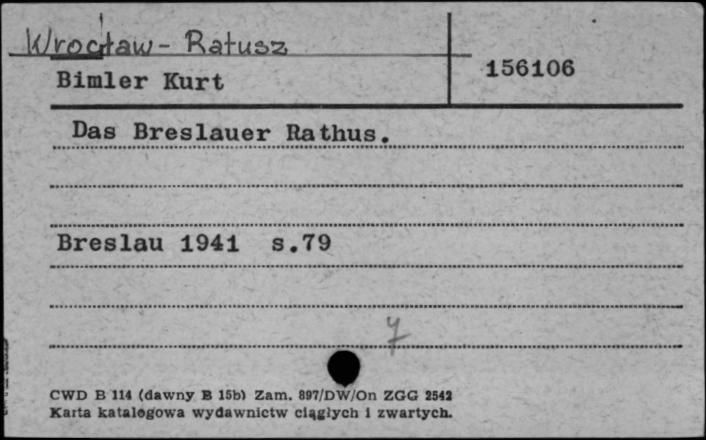 Wrocław - Ratusz
Bimler Kurt
156106
Das Breslauer Rathus.
Breslau 1941 s.79
7
CWD B 114 (dawny B 15b) Zam. 897/DW/On ZGG 2542
Karta katalogowa wydawnictw ciągłych i zwartych.